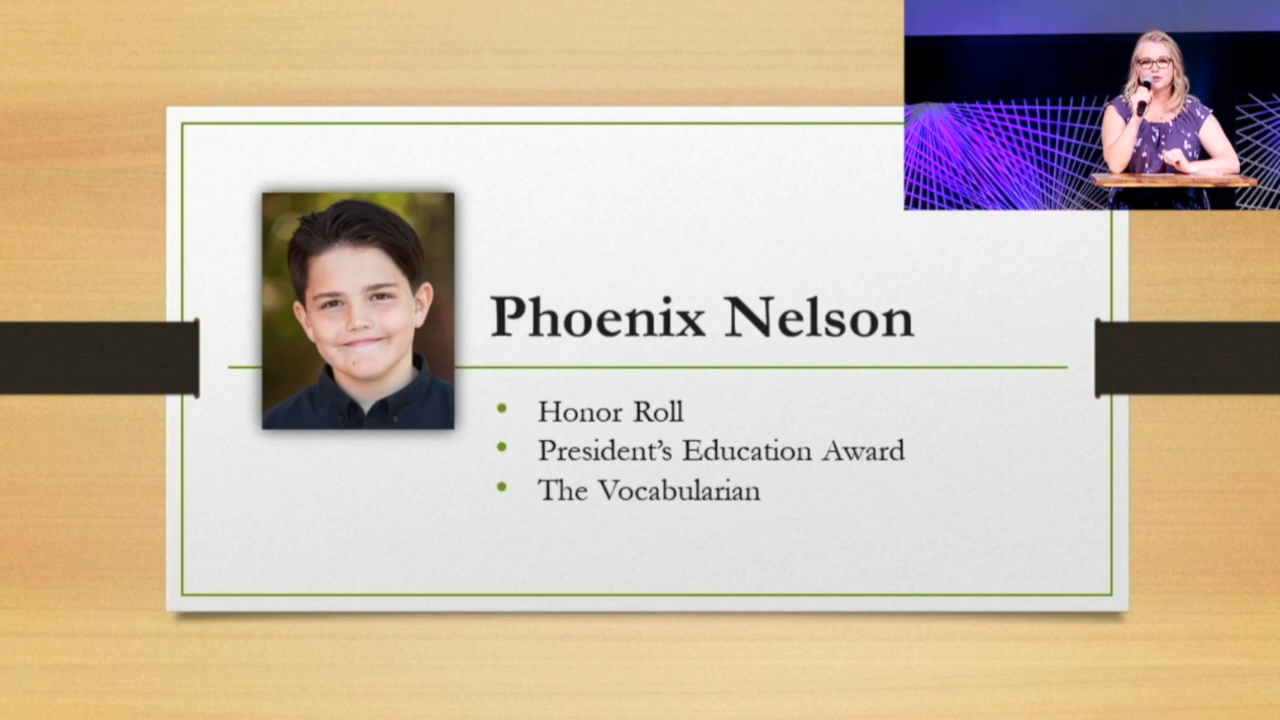 Phoenix Nelson
• Honor Roll
• President’s Education Award
• The Vocabularian